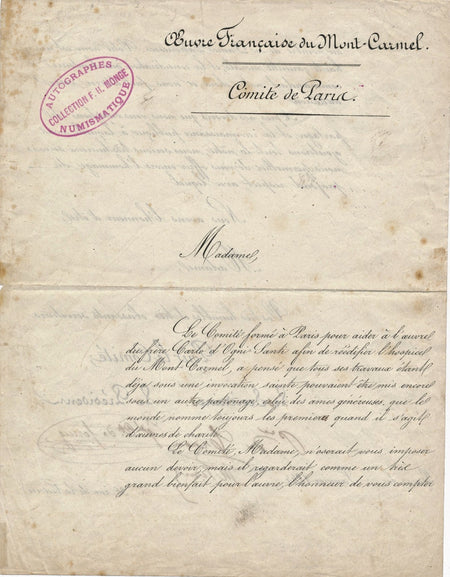 Œuvre Française du Mont-Carmel.
Comité de Paris.
AUTOGRAPHES
COLLECTION F. H. MONGE
NUMISMATIQUE
Madame,
Le Comité formé à Paris pour aider à l'œuvre
du frère Carlo d'Ogni-Santi afin de réédifier l'hospice
du Mont-Carmel, a pensé que tous ses travaux étant
déjà sous une invocation sainte pouvaient être mis encore
sous un autre patronage celui des âmes généreuses, que le
monde nomme toujours les premières quand il s'agit
d'œuvres de charité.
Le Comité, Madame, n'oserait vous imposer
aucun devoir, mais il regarderait comme un très
grand bienfait pour l'œuvre, l'honneur de vous compter